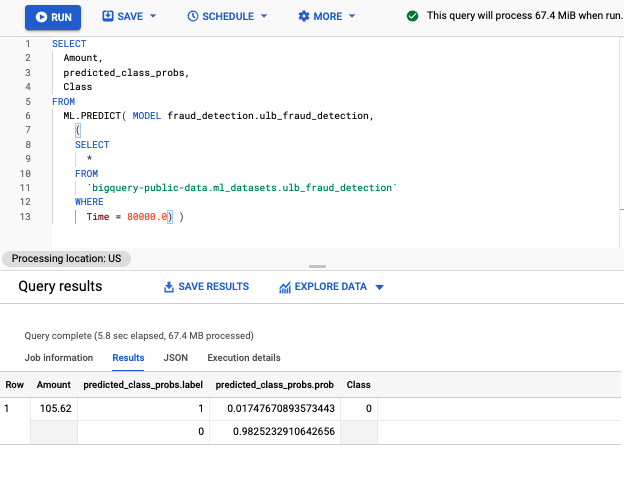 RUN SAVE SCHEDULE MORE This query will process 67.4 MiB when run.
1 SELECT
2 Amount,
3 predicted_class_probs,
4 Class
5 FROM
6 ML.PREDICT( MODEL fraud_detection.ulb_fraud_detection,
7 (
8 SELECT
9 *
10 FROM
11 `bigquery-public-data.ml_datasets.ulb_fraud_detection`
12 WHERE
13 Time = 80000.0) )
Processing location: US
Query results SAVE RESULTS EXPLORE DATA
Query complete (5.8 sec elapsed, 67.4 MB processed)
Job information Results JSON Execution details
Row Amount predicted_class_probs.label predicted_class_probs.prob Class
1 105.62 1 0.01747670893573443 0
0 0.9825232910642656